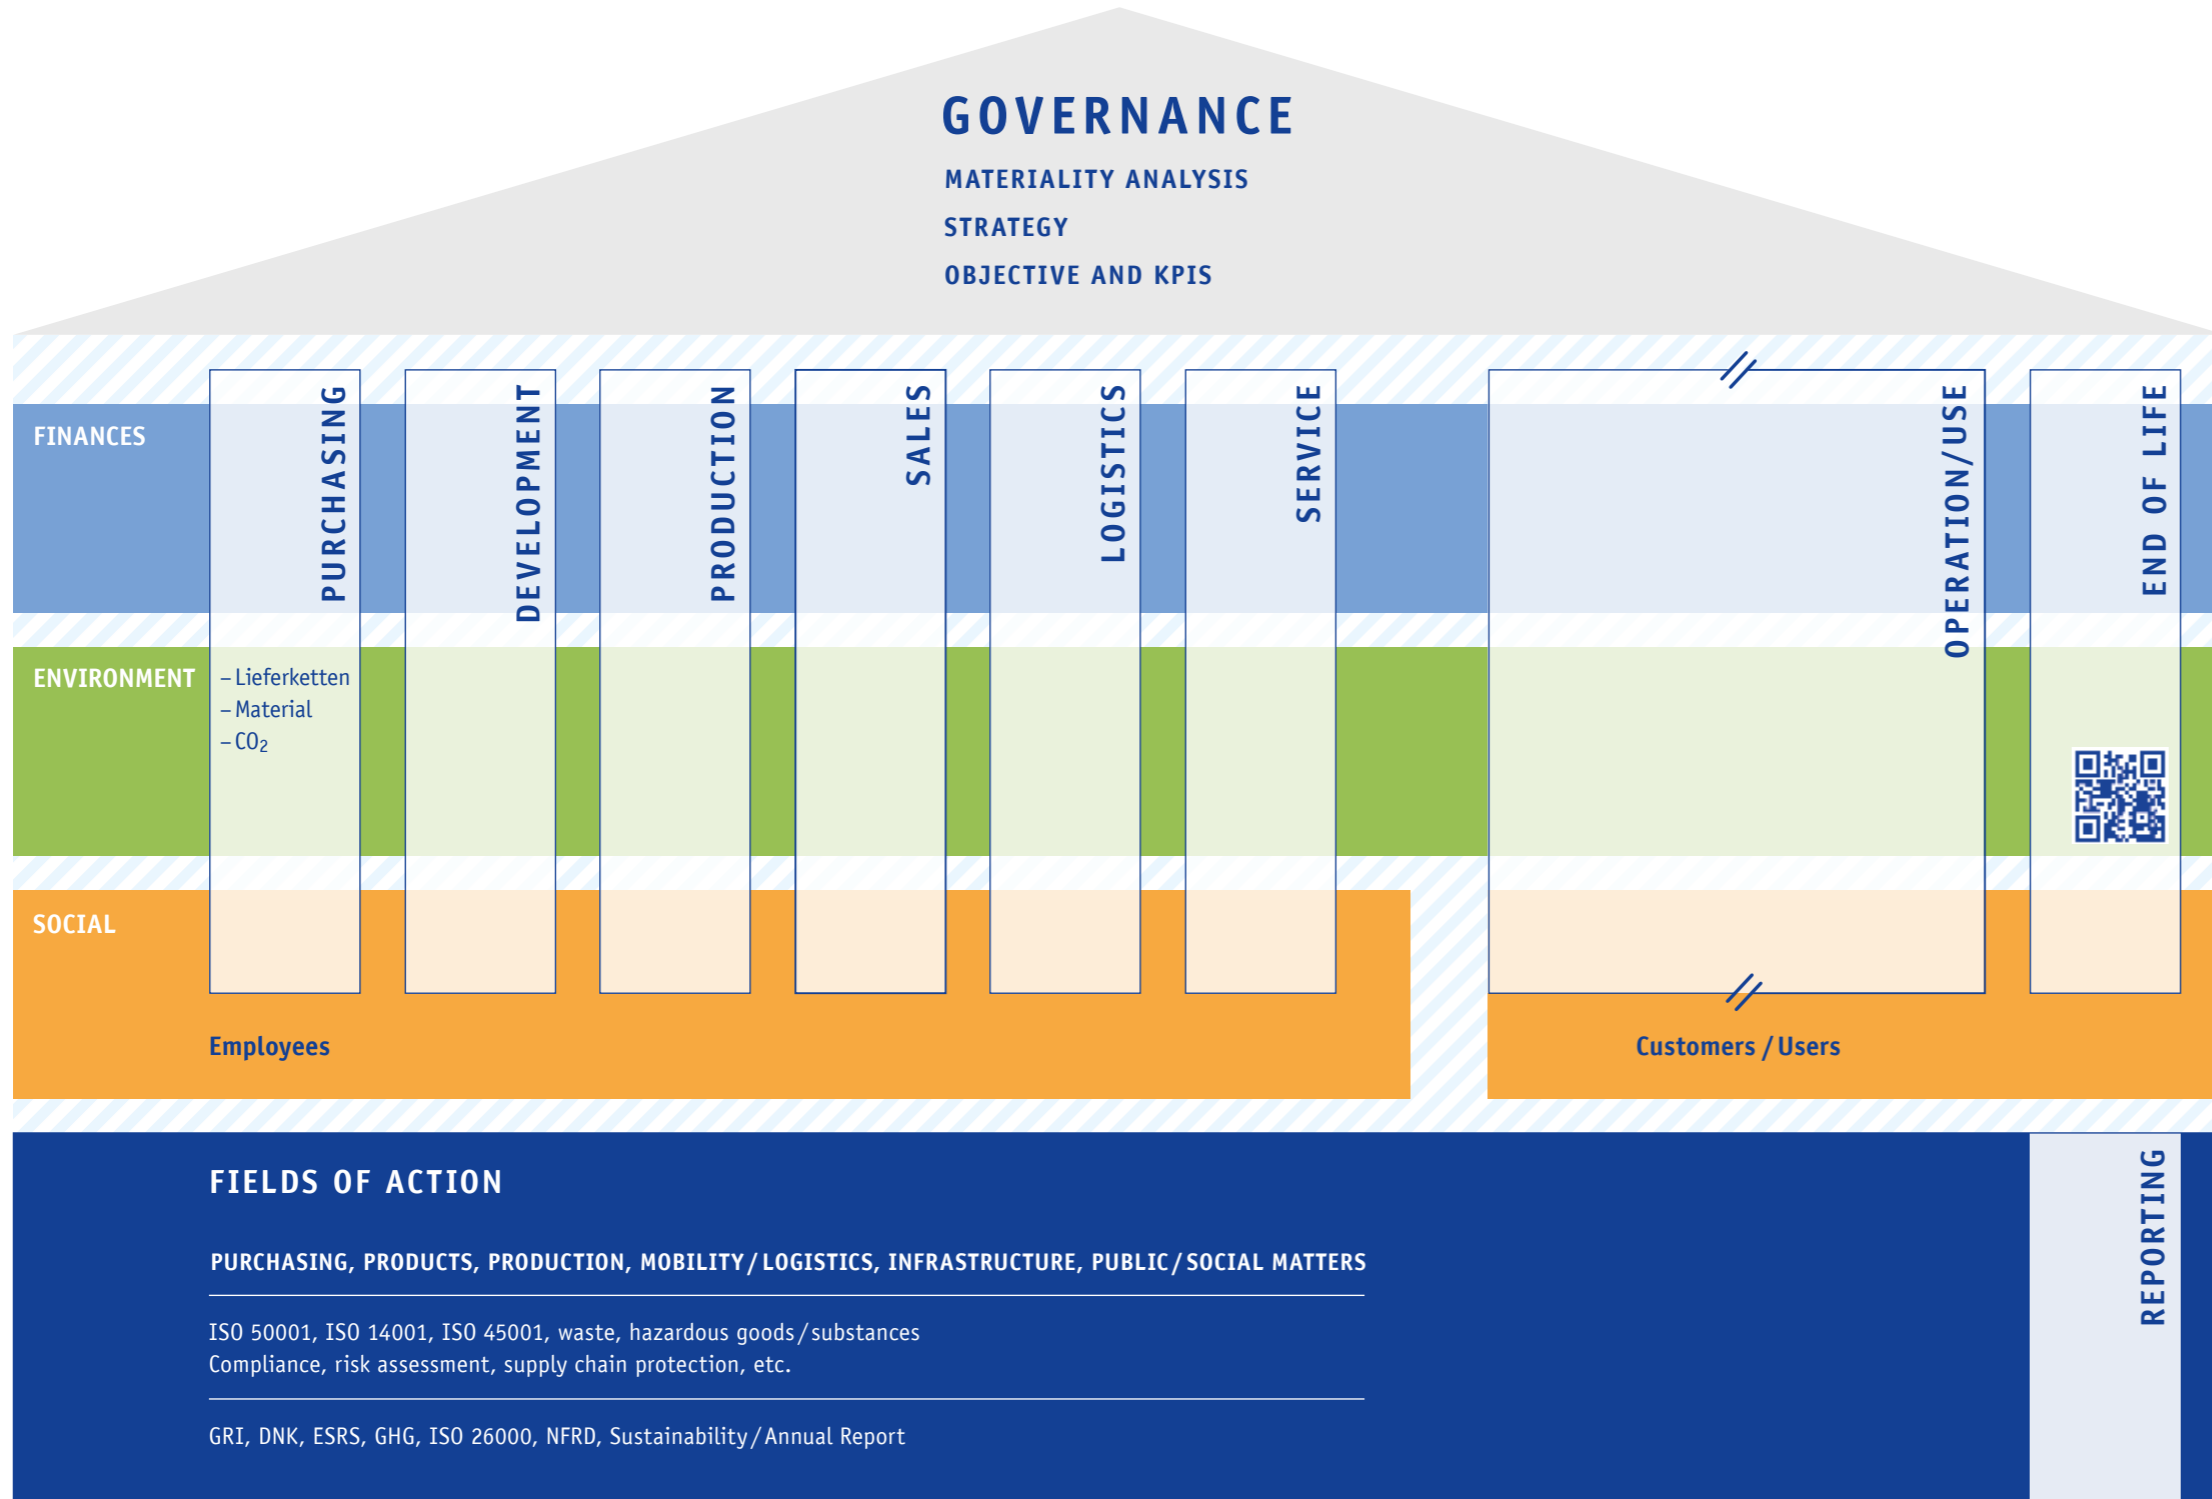 GOVERNANCE
MATERIALITY ANALYSIS
STRATEGY
OBJECTIVE AND KPIS
PURCHASING
DEVELOPMENT
PRODUCTION
SALES
LOGISTICS
SERVICE
OPERATION/USE
END OF LIFE
FINANCES
ENVIRONMENT
– Lieferketten
– Material
– CO₂
SOCIAL
Employees
Customers / Users
FIELDS OF ACTION
PURCHASING, PRODUCTS, PRODUCTION, MOBILITY / LOGISTICS, INFRASTRUCTURE, PUBLIC / SOCIAL MATTERS
ISO 50001, ISO 14001, ISO 45001, waste, hazardous goods / substances
Compliance, risk assessment, supply chain protection, etc.
GRI, DNK, ESRS, GHG, ISO 26000, NFRD, Sustainability / Annual Report
REPORTING